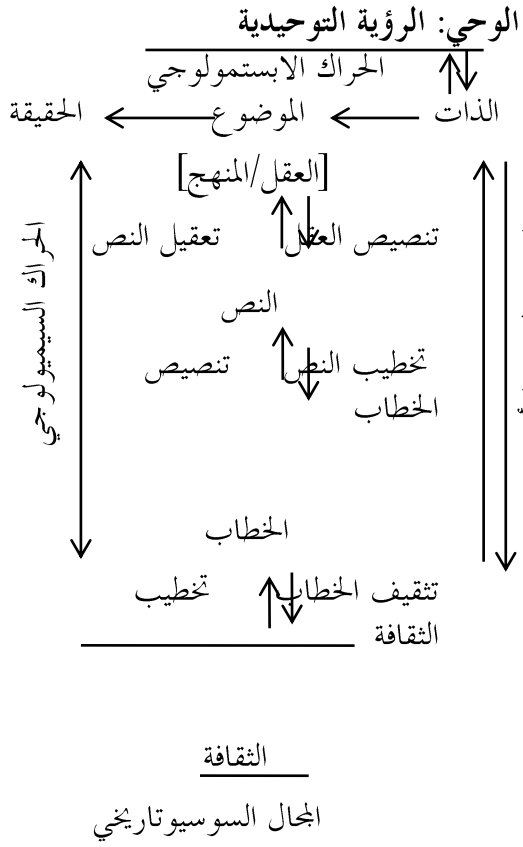 الوحي: الرؤية التوحيدية
الحراك الابستمولوجي
الذات الموضوع الحقيقة
[العقل/المنهج]
تنصيص العقل تعقيل النص
النص
تخطيب النص تنصيص
الخطاب
الخطاب
تثقيف الخطاب تخطيب
الثقافة
الثقافة
المجال السوسيوتاريخي
الحراك السيميولوجي